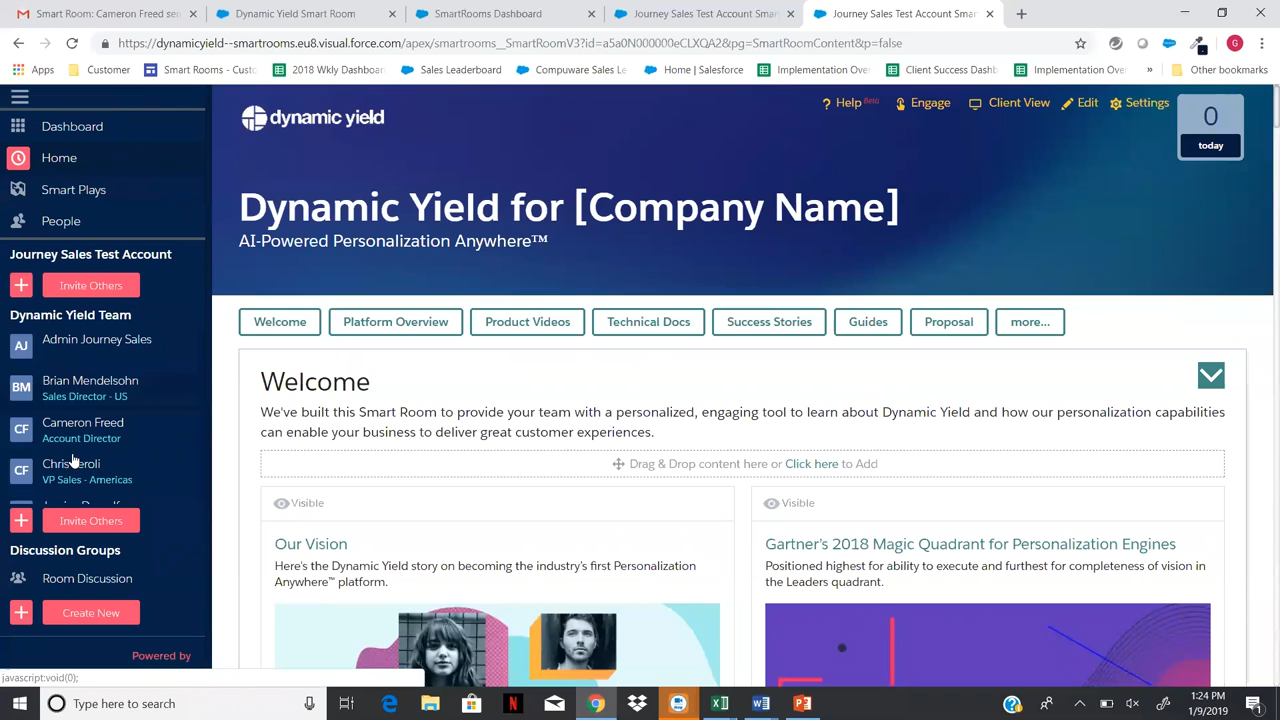 Gmail Room: Cameron Freed sen
Dynamic Yield Smart Room
SmartRooms Dashboard
Journey Sales Test Account Sma
Journey Sales Test Account Smar
https://dynamicyield--smartrooms.eu8.visual.force.com/apex/smartrooms__SmartRoomV3?id=a5a0N000000eCLXQA2&pg=SmartRoomContent&p=false
Apps
Customer
Smart Rooms - Custo
2018 Wkly Dashboar
Sales Leaderboard
Compuware Sales Le
Home | Salesforce
Implementation Over
Client Success Dashb
Implementation Over
Other bookmarks
Dashboard
Home
Smart Plays
People
Journey Sales Test Account
Invite Others
Dynamic Yield Team
AJ Admin Journey Sales
BM Brian Mendelsohn
Sales Director - US
CF Cameron Freed
Account Director
CF
VP Sales - Americas
Invite Others
Discussion Groups
Room Discussion
Create New
Powered by
javascript:void(0);
dynamic yield
? Help Beta
Engage
Client View
Edit
Settings
0
today
Dynamic Yield for [Company Name]
AI-Powered Personalization Anywhere™
Welcome
Platform Overview
Product Videos
Technical Docs
Success Stories
Guides
Proposal
more...
Welcome
We've built this Smart Room to provide your team with a personalized, engaging tool to learn about Dynamic Yield and how our personalization capabilities
can enable your business to deliver great customer experiences.
Drag & Drop content here or Click here to Add
Visible
Our Vision
Here's the Dynamic Yield story on becoming the industry's first Personalization
Anywhere™ platform.
Visible
Gartner's 2018 Magic Quadrant for Personalization Engines
Positioned highest for ability to execute and furthest for completeness of vision in
the Leaders quadrant.
Type here to search
1:24 PM
1/9/2019